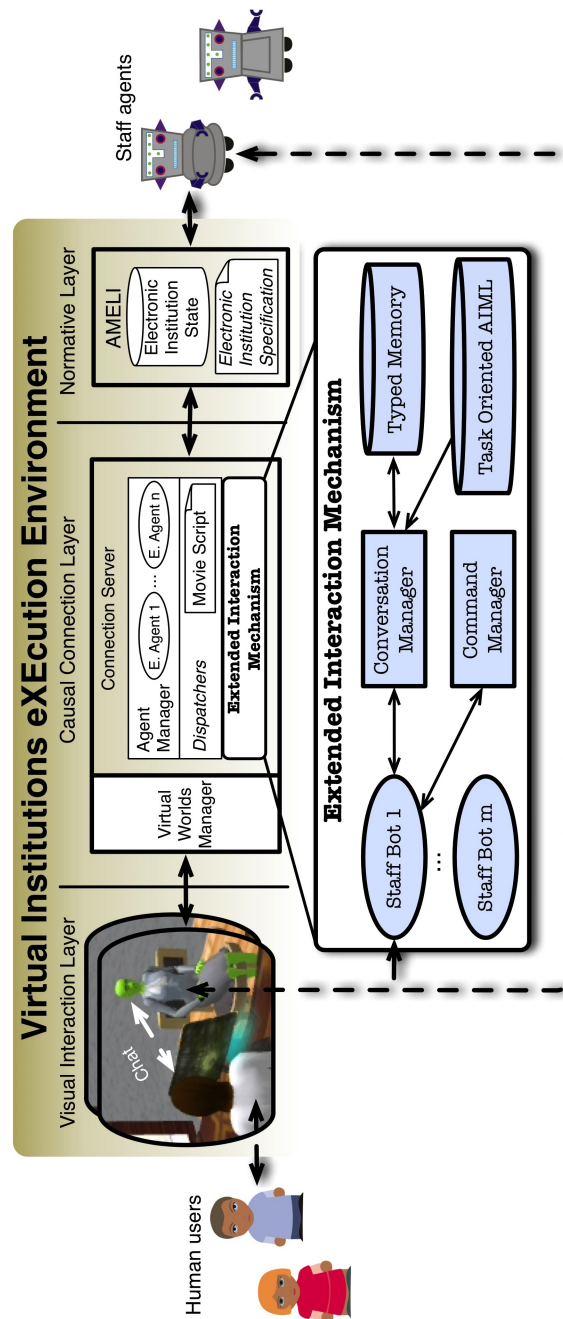 Virtual Institutions eXEcution Environment
Visual Interaction Layer
Causal Connection Layer
Normative Layer
Human users
Chat
Virtual
Worlds
Manager
Connection Server
Agent
Manager
E. Agent 1
...
E. Agent n
Dispatchers
Movie Script
Extended Interaction
Mechanism
AMELI
Electronic
Institution
State
Electronic
Institution
Specification
Staff agents
Extended Interaction Mechanism
Staff Bot 1
...
Staff Bot m
Conversation
Manager
Command
Manager
Typed Memory
Task Oriented AIML